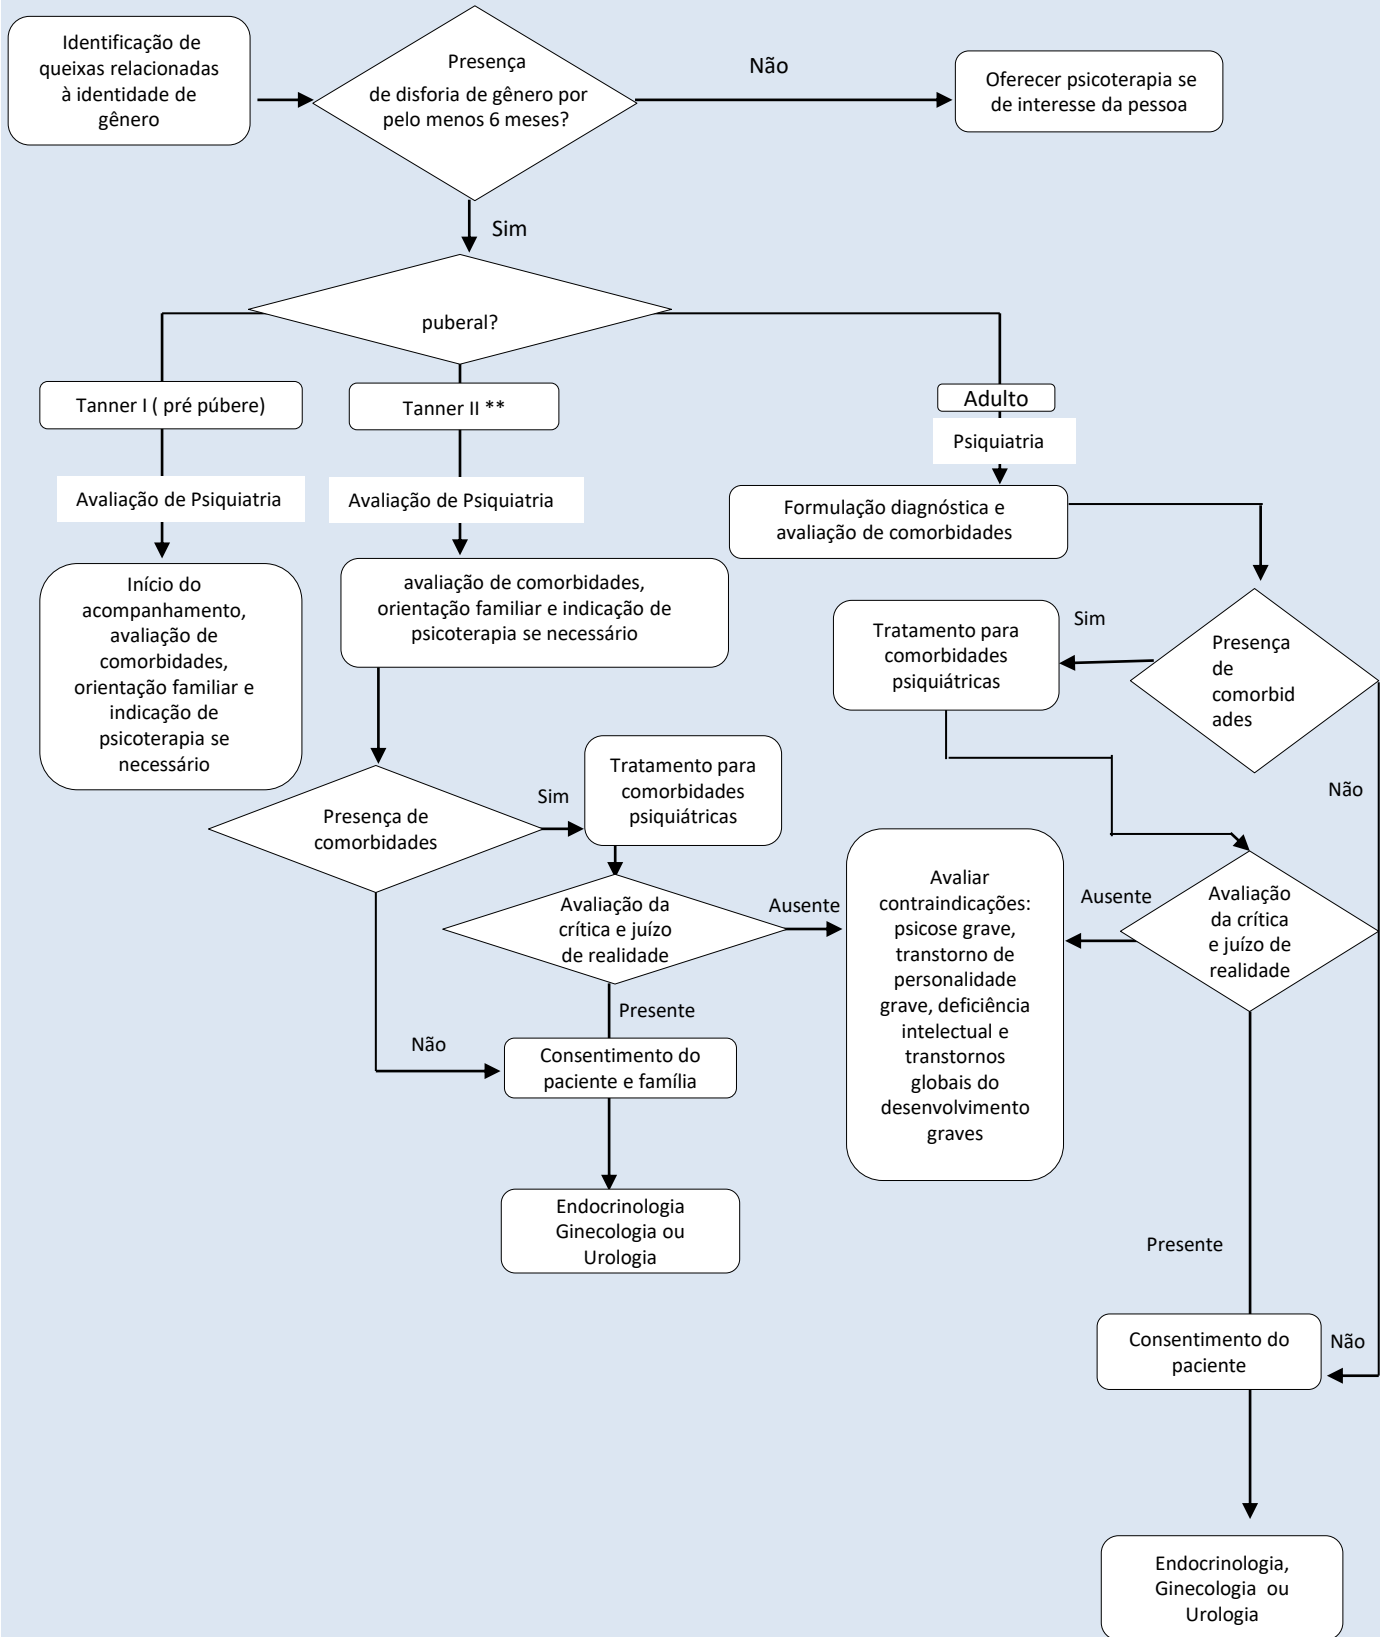 Identificação de
queixas relacionadas
à identidade de
gênero
Presença
de disforia de gênero por
pelo menos 6 meses?
Não
Oferecer psicoterapia se
de interesse da pessoa
Sim
puberal?
Tanner I ( pré púbere)
Tanner II **
Adulto
Psiquiatria
Avaliação de Psiquiatria
Avaliação de Psiquiatria
Formulação diagnóstica e
avaliação de comorbidades
Início do
acompanhamento,
avaliação de
comorbidades,
orientação familiar e
indicação de
psicoterapia se
necessário
avaliação de comorbidades,
orientação familiar e indicação de
psicoterapia se necessário
Tratamento para
comorbidades
psiquiátricas
Sim
Presença
de
comorbid
ades
Não
Presença de
comorbidades
Sim
Tratamento para
comorbidades
psiquiátricas
Avaliação da
crítica e juízo
de realidade
Ausente
Avaliar
contraindicações:
psicose grave,
transtorno de
personalidade
grave, deficiência
intelectual e
transtornos
globais do
desenvolvimento
graves
Ausente
Avaliação
da crítica
e juízo de
realidade
Presente
Não
Consentimento do
paciente e família
Endocrinologia
Ginecologia ou
Urologia
Presente
Consentimento do
paciente
Não
Endocrinologia,
Ginecologia ou
Urologia